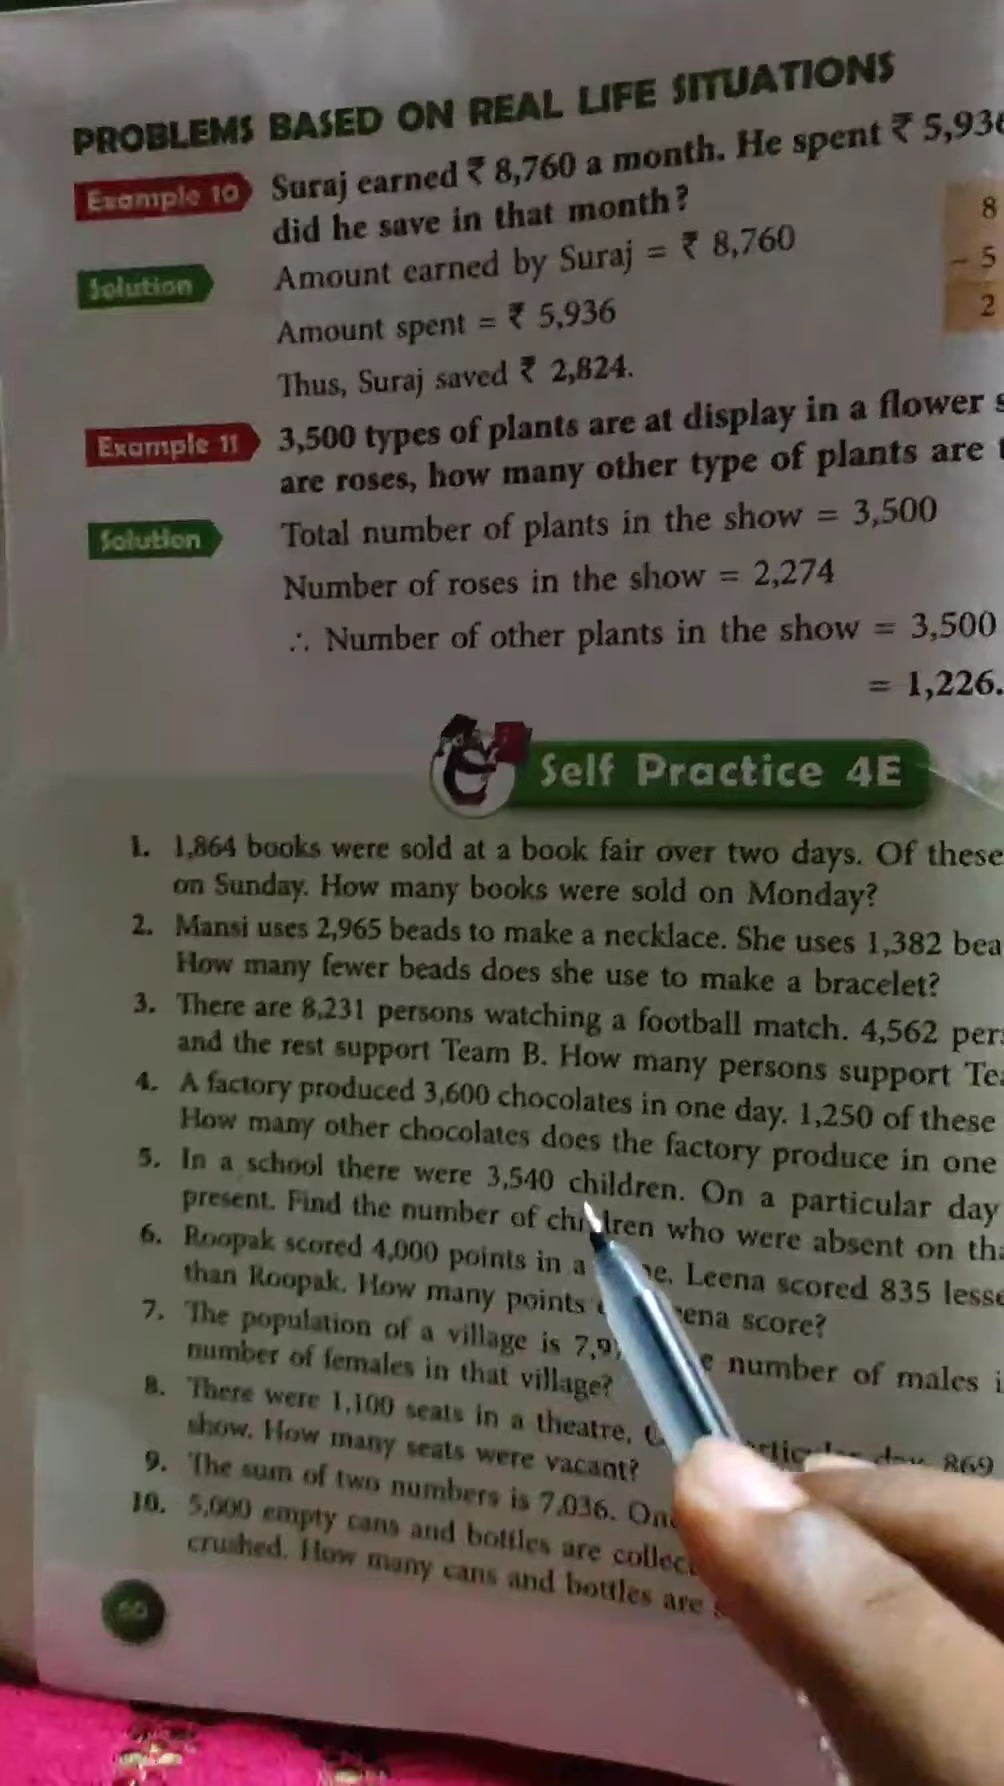 PROBLEMS BASED ON REAL LIFE SITUATIONS
Example 10 Suraj earned ₹ 8,760 a month. He spent ₹ 5,936
did he save in that month?
8
Solution Amount earned by Suraj = ₹ 8,760
– 5
Amount spent = ₹ 5,936
2
Thus, Suraj saved ₹ 2,824.
Example 11 3,500 types of plants are at display in a flower
are roses, how many other type of plants are
Solution Total number of plants in the show = 3,500
Number of roses in the show = 2,274
∴ Number of other plants in the show = 3,500
= 1,226.
Self Practice 4E
1. 1,864 books were sold at a book fair over two days. Of these
on Sunday. How many books were sold on Monday?
2. Mansi uses 2,965 beads to make a necklace. She uses 1,382 bea
How many fewer beads does she use to make a bracelet?
3. There are 8,231 persons watching a football match. 4,562 per
and the rest support Team B. How many persons support Te
4. A factory produced 3,600 chocolates in one day. 1,250 of these
How many other chocolates does the factory produce in one
5. In a school there were 3,540 children. On a particular day
present. Find the number of children who were absent on tha
6. Roopak scored 4,000 points in a Leena scored 835 lesse
than Roopak. How many points score?
7. The population of a village is 7,9 number of males i
number of females in that village?
8. There were 1,100 seats in a theatre. 869
show. How many seats were vacant?
9. The sum of two numbers is 7,036. One
10. 5,000 empty cans and bottles are collec
crushed. How many cans and bottles are
60